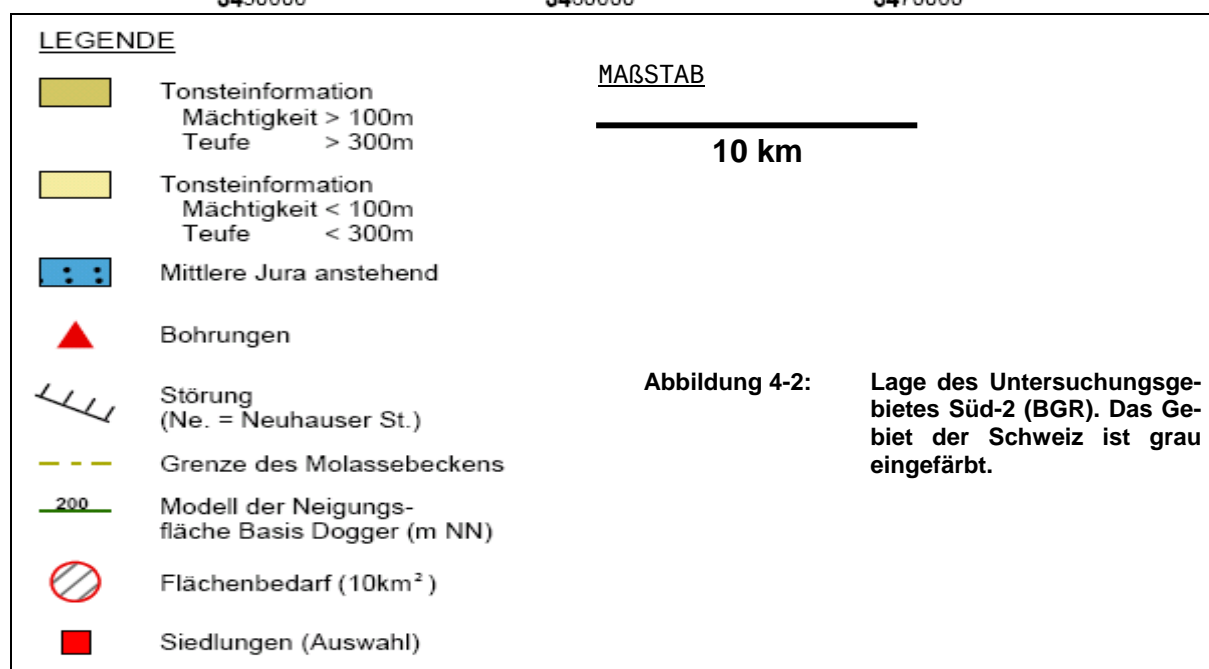 LEGENDE
Tonsteinformation
Mächtigkeit > 100m
Teufe > 300m
Tonsteinformation
Mächtigkeit < 100m
Teufe < 300m
Mittlere Jura anstehend
Bohrungen
Störung
(Ne. = Neuhauser St.)
Grenze des Molassebeckens
200 Modell der Neigungs-
fläche Basis Dogger (m NN)
Flächenbedarf (10km²)
Siedlungen (Auswahl)
MAßSTAB
10 km
Abbildung 4-2: Lage des Untersuchungsge-
bietes Süd-2 (BGR). Das Ge-
biet der Schweiz ist grau
eingefärbt.